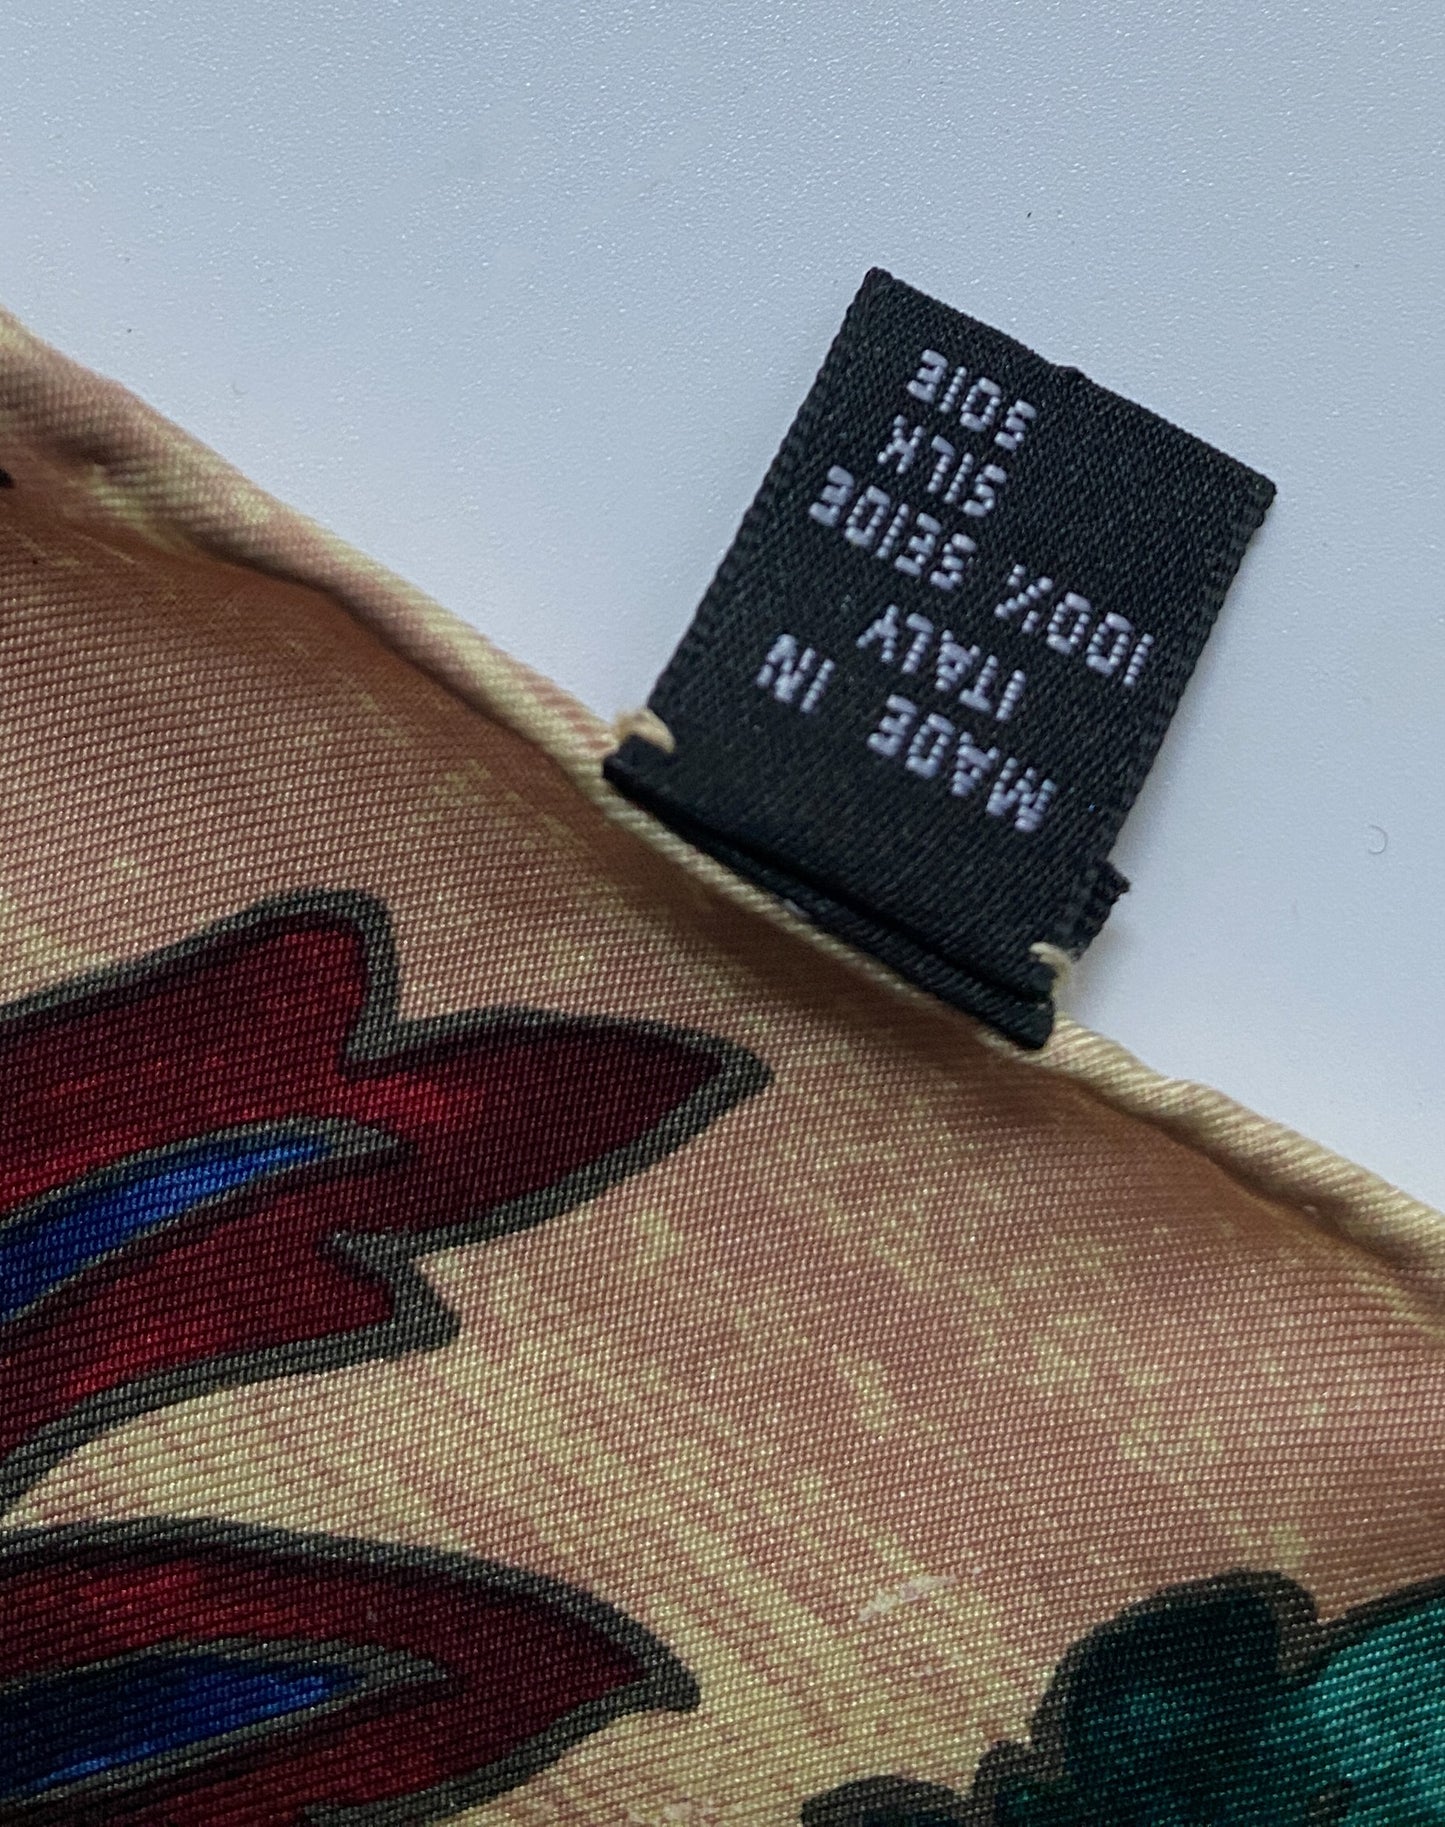 MADE IN
ITALY
100% SEIDE
SILK
SOIE